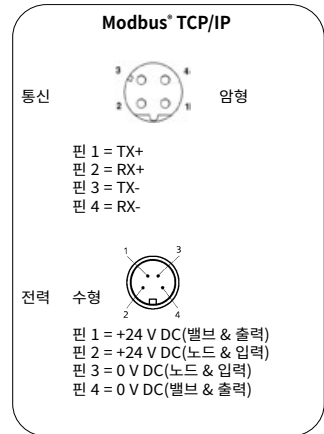 Modbus® TCP/IP
3 4
통신 암형
2 1
핀 1 = TX+
핀 2 = RX+
핀 3 = TX-
핀 4 = RX-
1 3
전력 수형
2 4
핀 1 = +24 V DC(밸브 & 출력)
핀 2 = +24 V DC(노드 & 입력)
핀 3 = 0 V DC(노드 & 입력)
핀 4 = 0 V DC(밸브 & 출력)